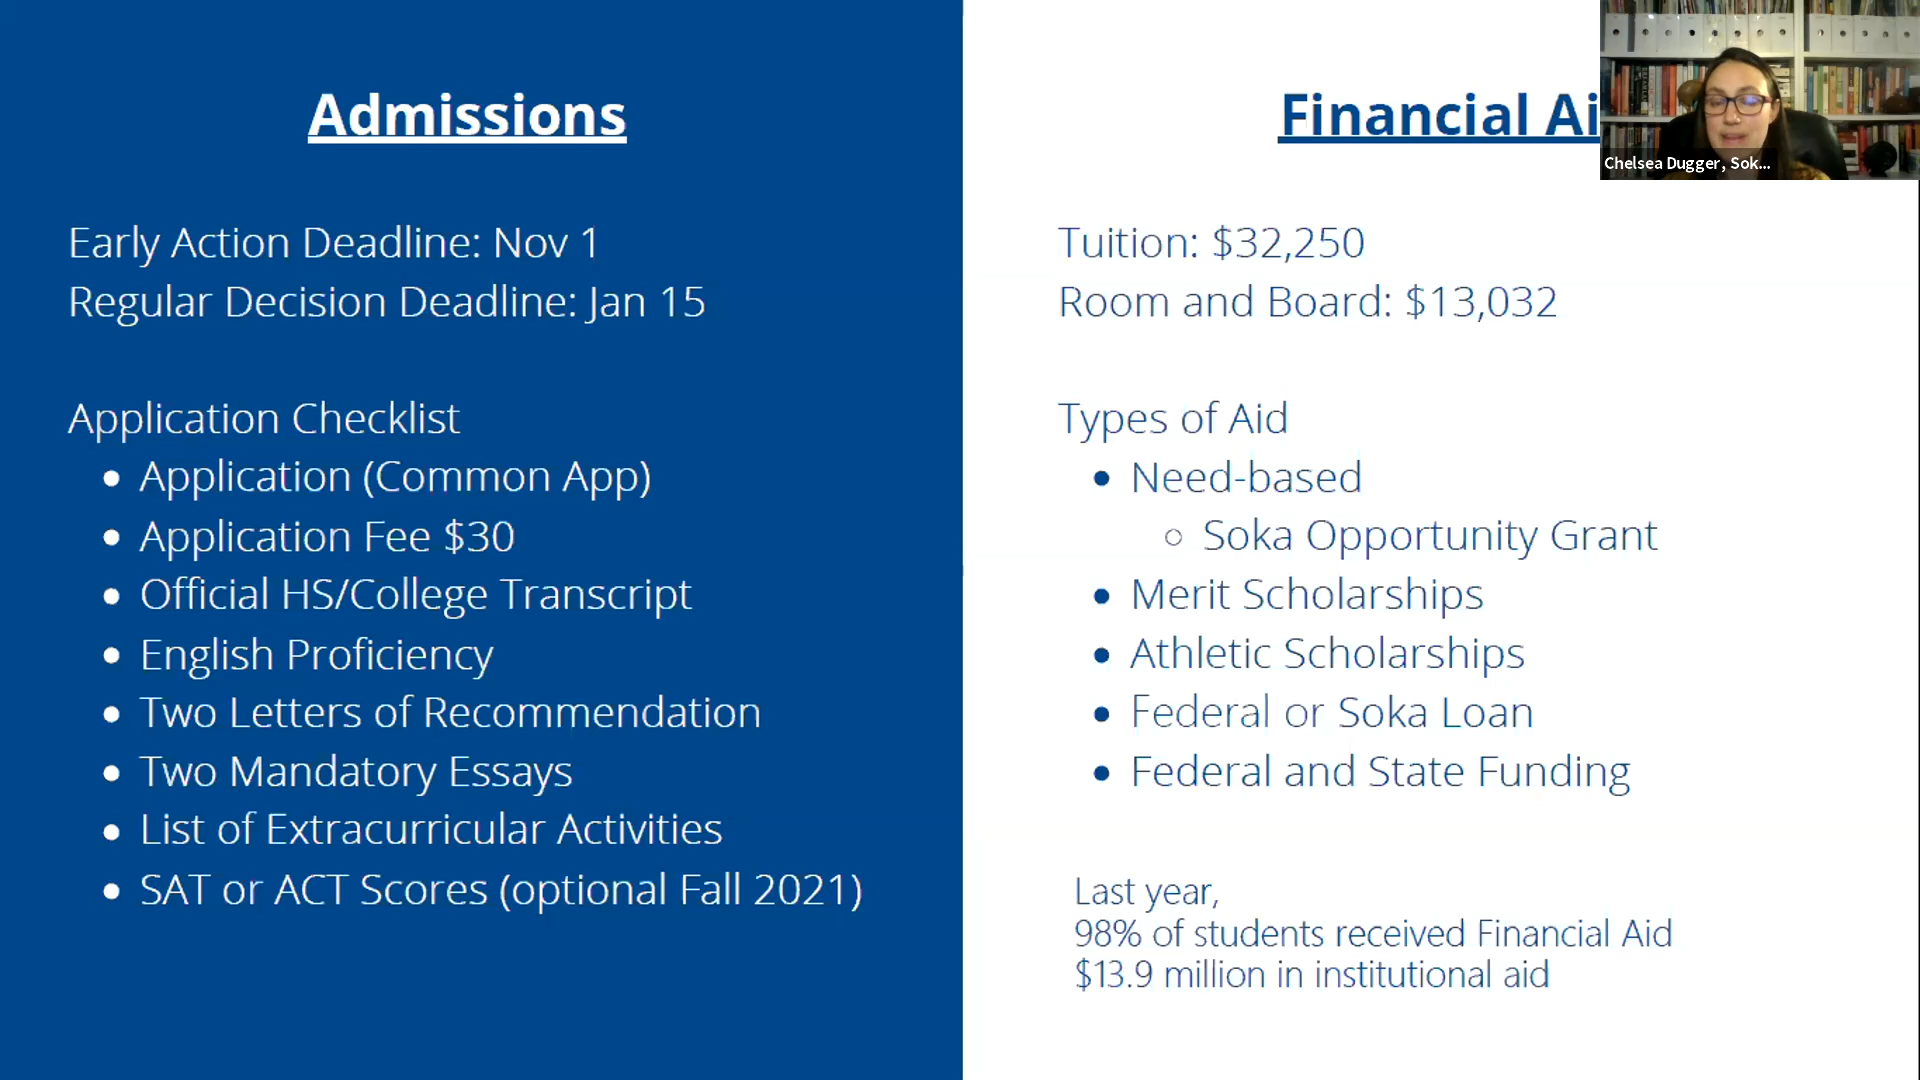 Admissions
Early Action Deadline: Nov 1
Regular Decision Deadline: Jan 15
Application Checklist
• Application (Common App)
• Application Fee $30
• Official HS/College Transcript
• English Proficiency
• Two Letters of Recommendation
• Two Mandatory Essays
• List of Extracurricular Activities
• SAT or ACT Scores (optional Fall 2021)
Financial Ai
Tuition: $32,250
Room and Board: $13,032
Types of Aid
• Need-based
○ Soka Opportunity Grant
• Merit Scholarships
• Athletic Scholarships
• Federal or Soka Loan
• Federal and State Funding
Last year,
98% of students received Financial Aid
$13.9 million in institutional aid
Chelsea Dugger, Sok...